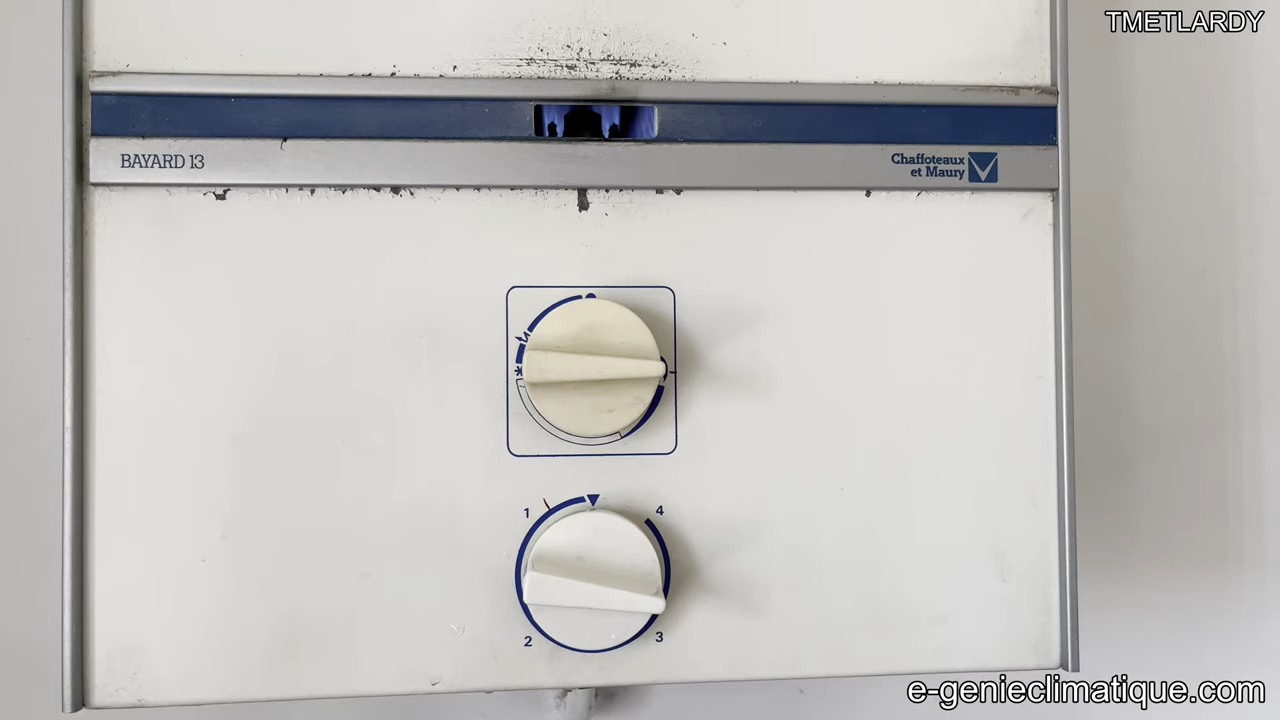 TMETLARDY
BAYARD 13
Chaffoteaux
et Maury
1
4
2
3
e-genieclimatique.com